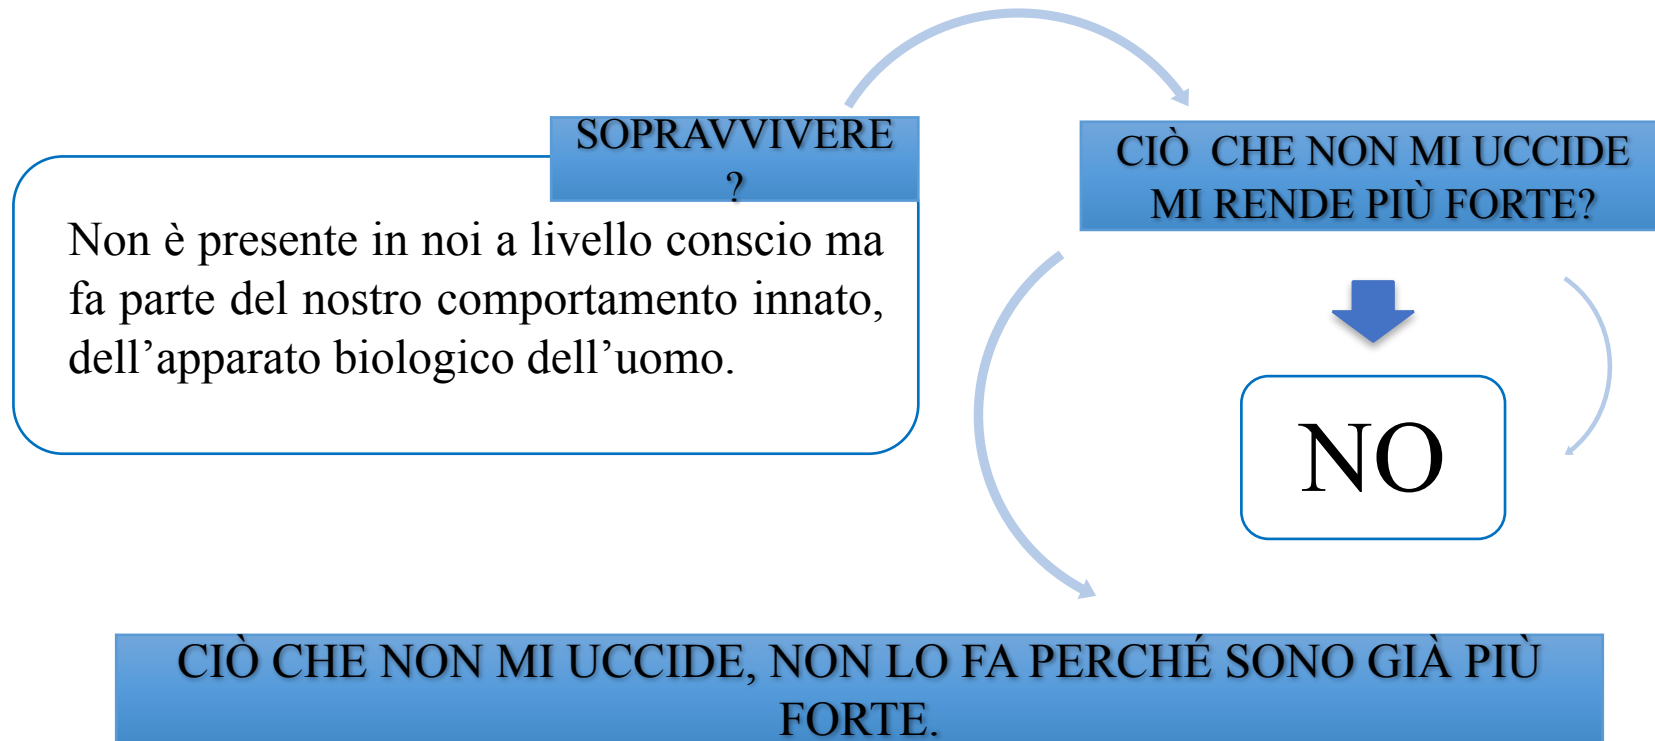 SOPRAVVIVERE
?
Non è presente in noi a livello conscio ma
fa parte del nostro comportamento innato,
dell’apparato biologico dell’uomo.
CIÒ CHE NON MI UCCIDE
MI RENDE PIÙ FORTE?
NO
CIÒ CHE NON MI UCCIDE, NON LO FA PERCHÉ SONO GIÀ PIÙ
FORTE.